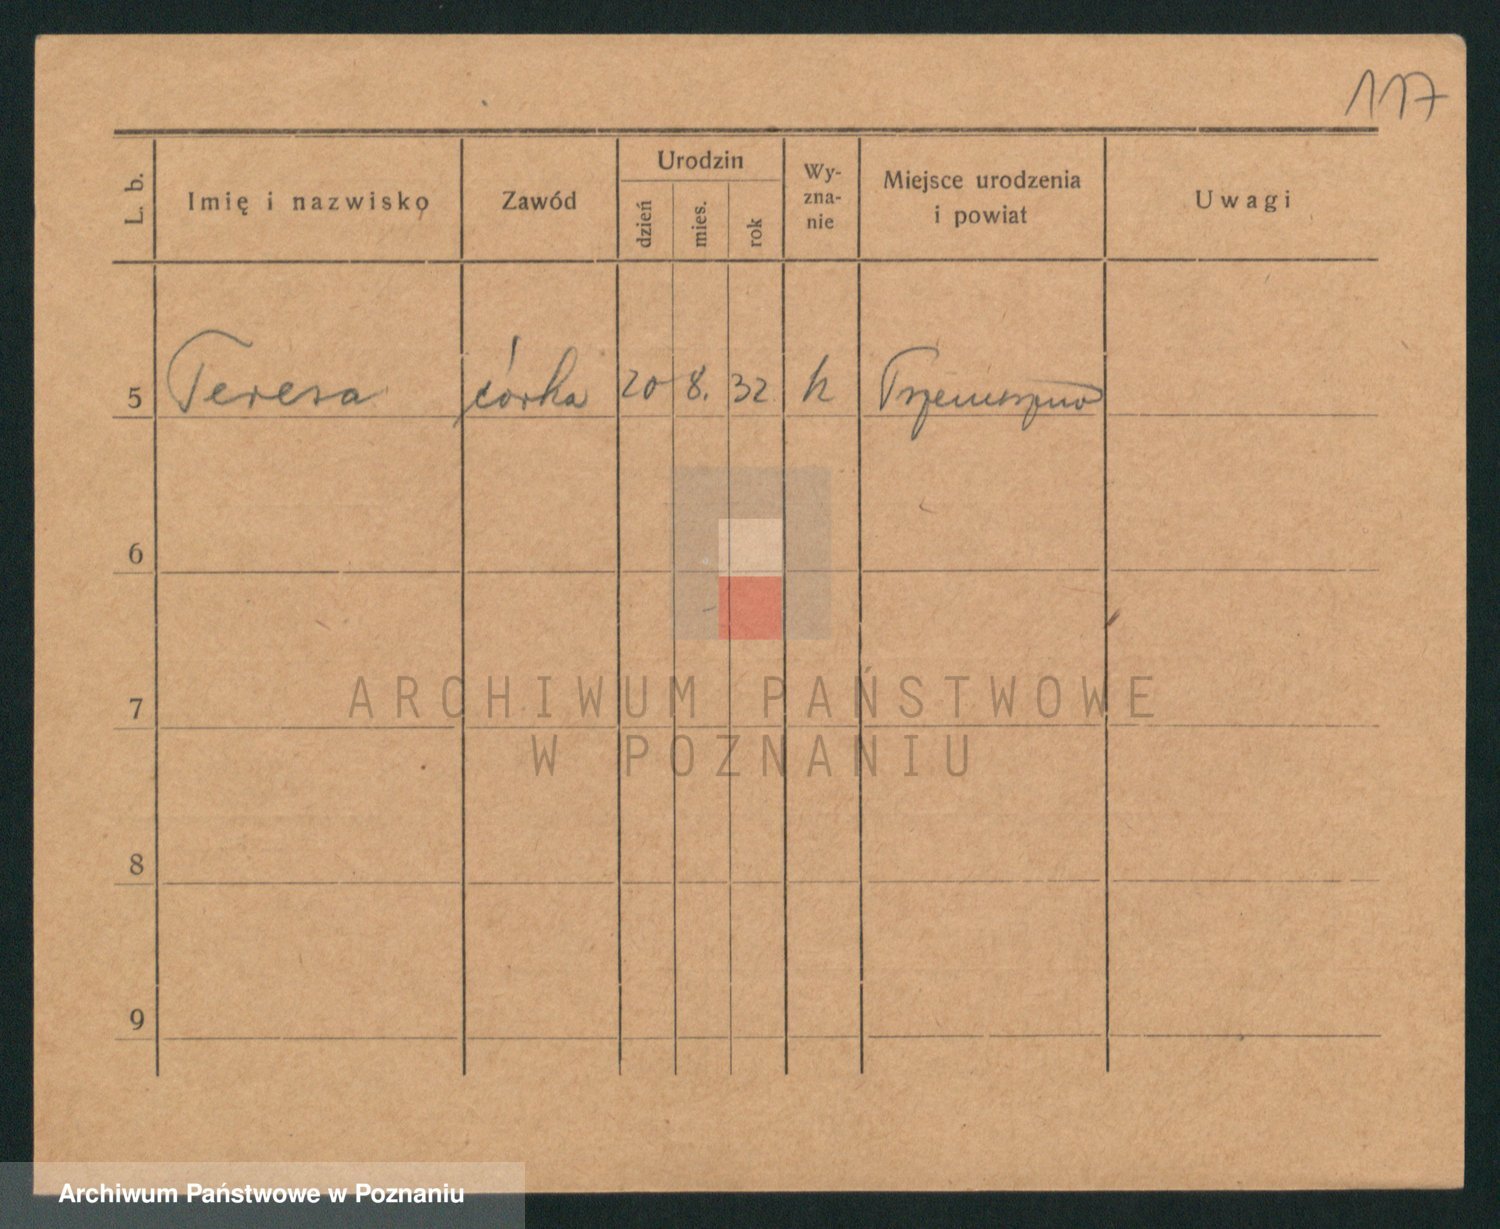 117
L. b.
Imię i nazwisko
Zawód
Urodzin
dzień
mies.
rok
Wy-
zna-
nie
Miejsce urodzenia
i powiat
Uwagi
5 Teresa córka 20 8. 32 k
6
7
8
9
ARCHIWUM PAŃSTWOWE
W POZNANIU
Archiwum Państwowe w Poznaniu